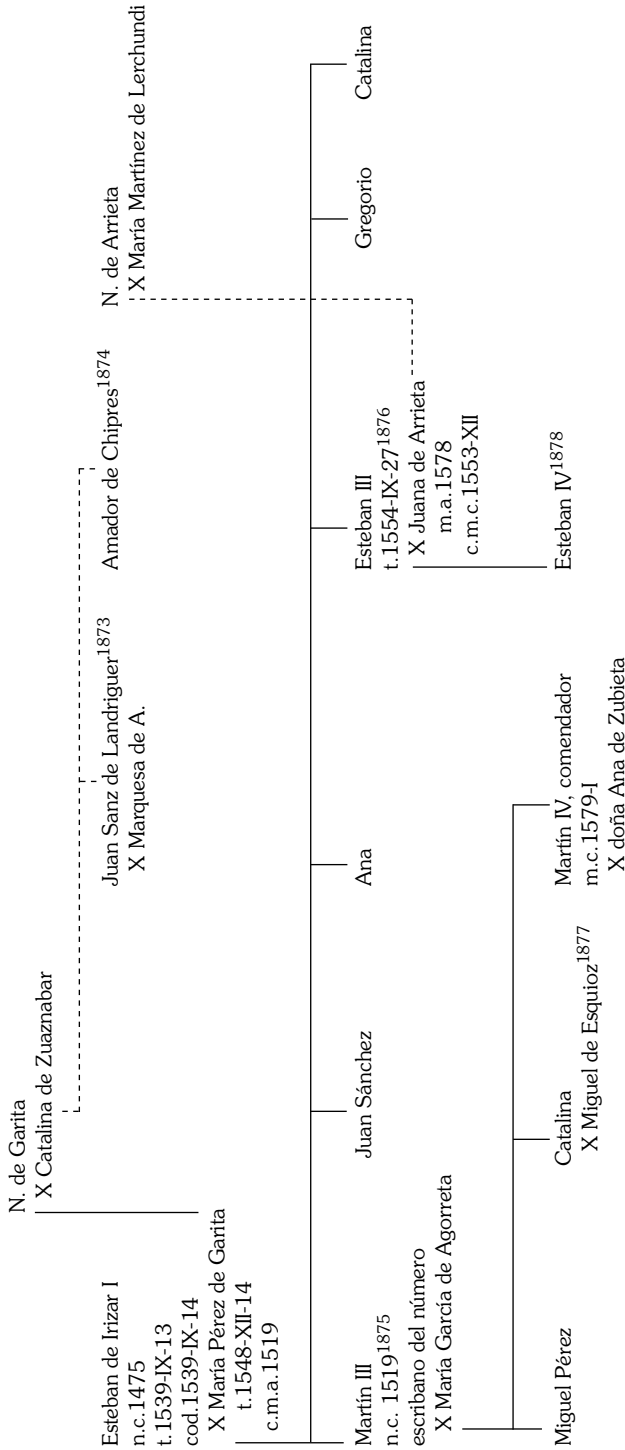 N. de Garita
X Catalina de Zuaznabar
Esteban de Irizar I
n.c.1475
t.1539-IX-13
cod.1539-IX-14
X María Pérez de Garita
t.1548-XII-14
c.m.a.1519
Juan Sanz de Landriguer1873
X Marquesa de A.
Amador de Chipres1874
N. de Arrieta
X María Martínez de Lerchundi
Martín III
n.c. 15191875
escribano del número
X María García de Agorreta
Juan Sánchez
Ana
Esteban III
t.1554-IX-271876
X Juana de Arrieta
m.a.1578
c.m.c.1553-XII
Gregorio
Catalina
Miguel Pérez
Catalina
X Miguel de Esquioz1877
Martín IV, comendador
m.c.1579-I
X doña Ana de Zubieta
Esteban IV1878